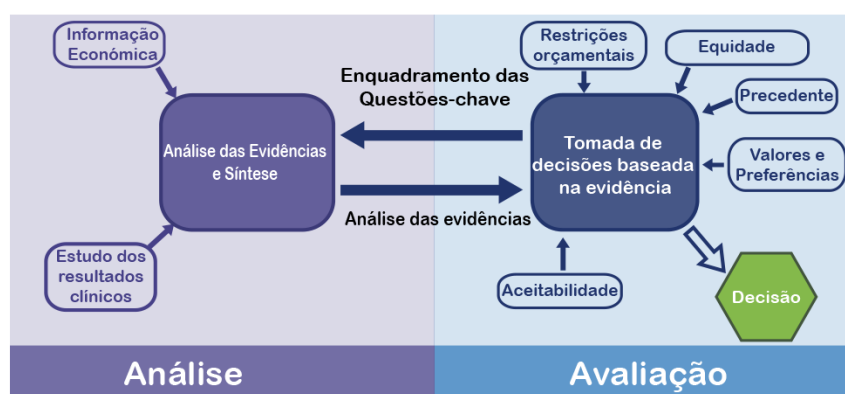 Informação
Económica
Restrições
orçamentais
Equidade
Enquadramento das
Questões-chave
Precedente
Análise das Evidências
e Síntese
Tomada de
decisões baseada
na evidência
Valores e
Preferências
Análise das evidências
Estudo dos
resultados
clínicos
Aceitabilidade
Decisão
Análise
Avaliação